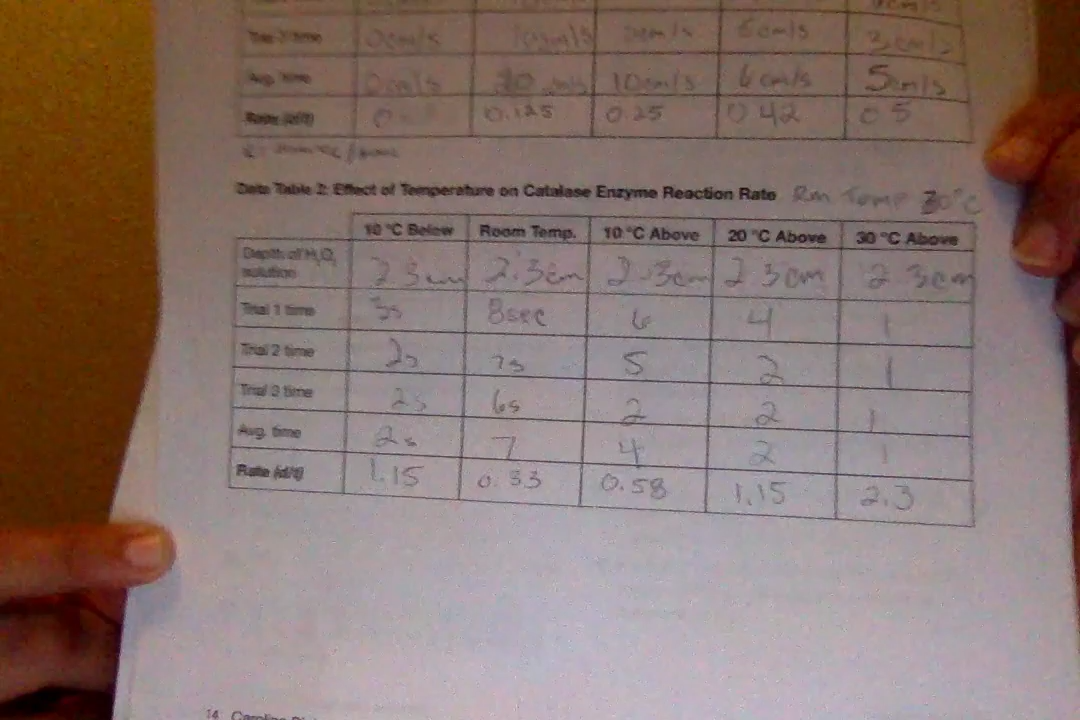 Trial 3 time 0cm/s 10cm/s 6cm/s 3cm/s
Avg. time 0cm/s 10cm/s 6cm/s 5cm/s
Rate (d/t) 0 0.125 0.25 0.42 0.5
Data Table 2: Effect of Temperature on Catalase Enzyme Reaction Rate Rm Temp 30°C
10 °C Below Room Temp. 10 °C Above 20 °C Above 30 °C Above
Depth of H₂O₂
solution 2.3cm 2.3cm 2.3cm 2.3cm 2.3cm
Trial 1 time 3s 8sec 6 4 1
Trial 2 time 2s 7s 5 2 1
Trial 3 time 2s 6s 2 2 1
Avg. time 2s 7 4 2 1
Rate (d/t) 1.15 0.33 0.58 1.15 2.3
14 Carolina